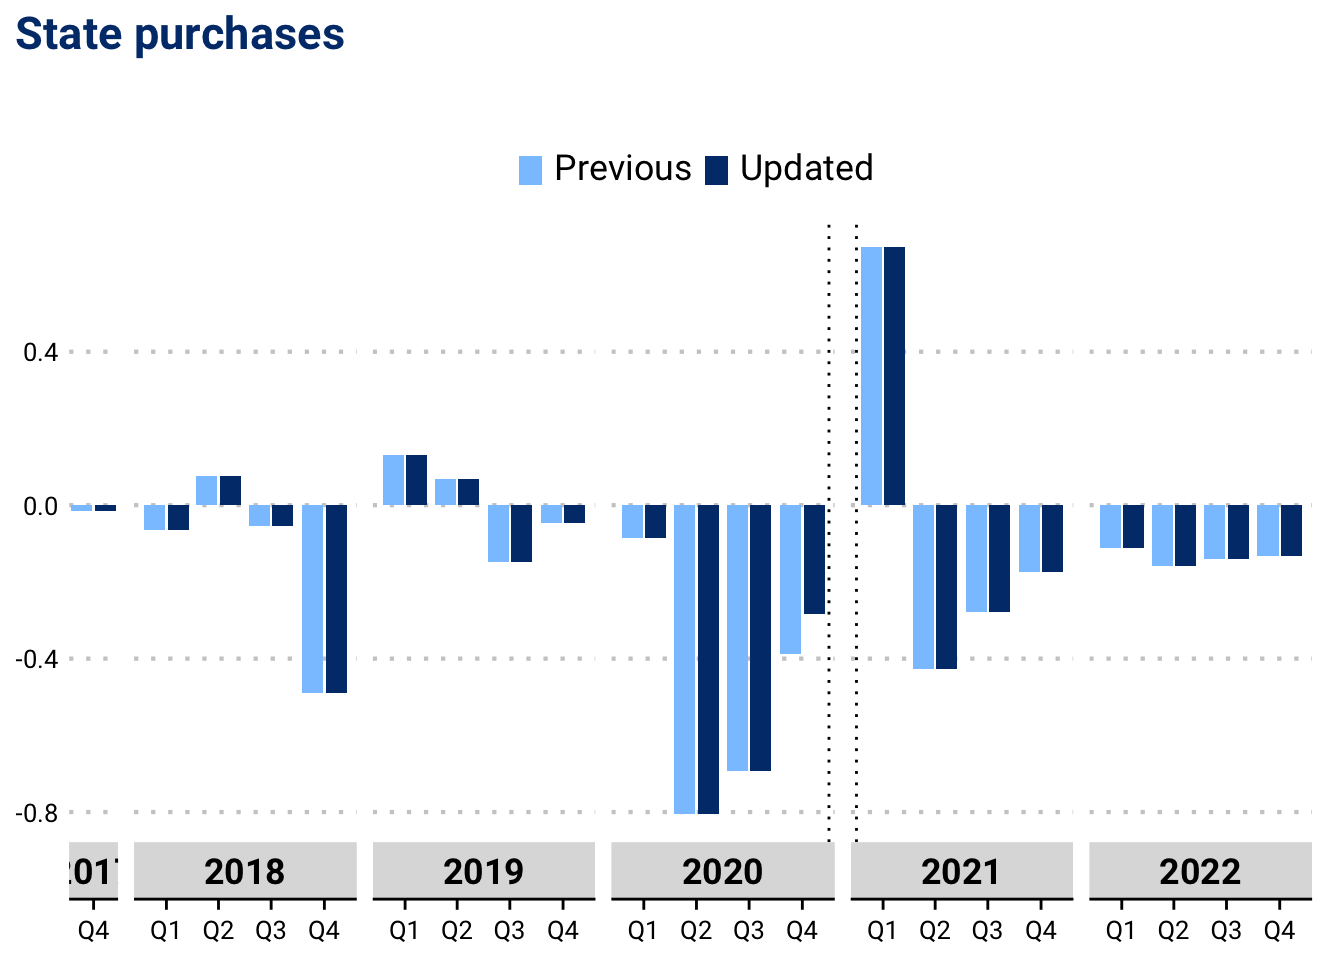 State purchases
Previous Updated
0.4
0.0
-0.4
-0.8
2018 2019 2020 2021 2022
Q4 Q1 Q2 Q3 Q4 Q1 Q2 Q3 Q4 Q1 Q2 Q3 Q4 Q1 Q2 Q3 Q4 Q1 Q2 Q3 Q4